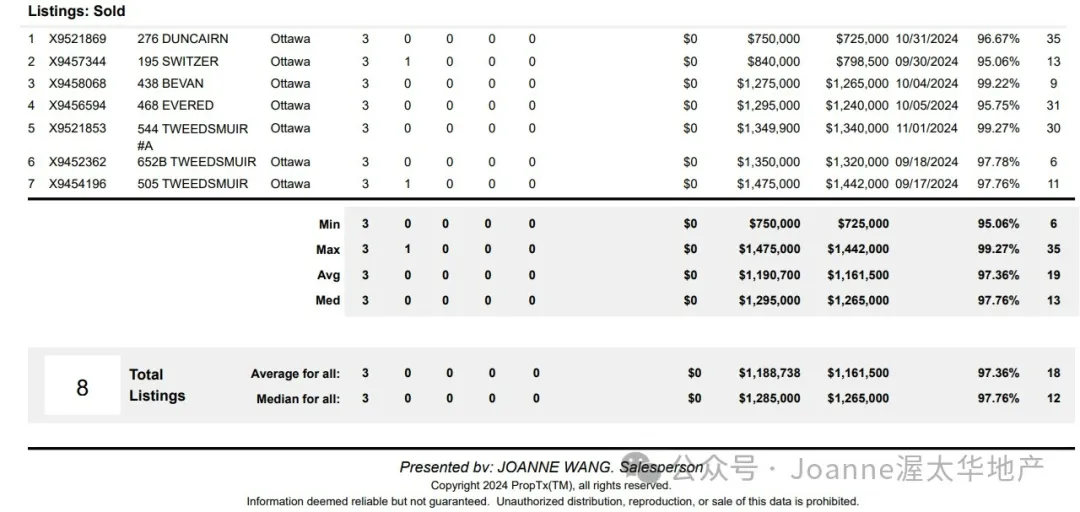 Listings: Sold
1 X9521869 276 DUNCAIRN Ottawa 3 0 0 0 0 $0 $750,000 $725,000 10/31/2024 96.67% 35
2 X9457344 195 SWITZER Ottawa 3 1 0 0 0 $0 $840,000 $798,500 09/30/2024 95.06% 13
3 X9458068 438 BEVAN Ottawa 3 0 0 0 0 $0 $1,275,000 $1,265,000 10/04/2024 99.22% 9
4 X9456594 468 EVERED Ottawa 3 0 0 0 0 $0 $1,295,000 $1,240,000 10/05/2024 95.75% 31
5 X9521853 544 TWEEDSMUIR Ottawa 3 0 0 0 0 $0 $1,349,900 $1,340,000 11/01/2024 99.27% 30
#A
6 X9452362 652B TWEEDSMUIR Ottawa 3 0 0 0 0 $0 $1,350,000 $1,320,000 09/18/2024 97.78% 6
7 X9454196 505 TWEEDSMUIR Ottawa 3 1 0 0 0 $0 $1,475,000 $1,442,000 09/17/2024 97.76% 11
Min 3 0 0 0 0 $0 $750,000 $725,000 95.06% 6
Max 3 1 0 0 0 $0 $1,475,000 $1,442,000 99.27% 35
Avg 3 0 0 0 0 $0 $1,190,700 $1,161,500 97.36% 19
Med 3 0 0 0 0 $0 $1,295,000 $1,265,000 97.76% 13
8 Total Listings
Average for all: 3 0 0 0 0 $0 $1,188,738 $1,161,500 97.36% 18
Median for all: 3 0 0 0 0 $0 $1,285,000 $1,265,000 97.76% 12
Presented by: JOANNE WANG. Salesperson
公众号 · Joanne渥太华地产
Copyright 2024 PropTx(TM), all rights reserved.
Information deemed reliable but not guaranteed. Unauthorized distribution, reproduction, or sale of this data is prohibited.